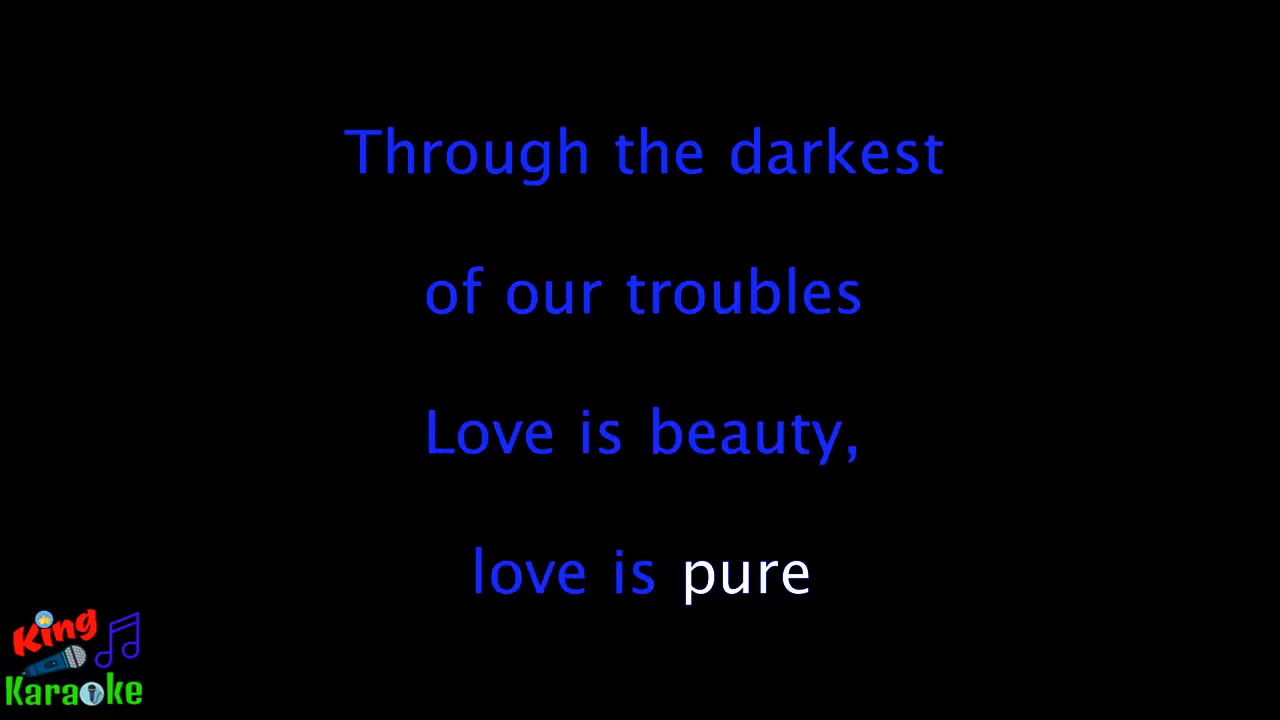 Through the darkest
of our troubles
Love is beauty,
love is pure
King
Karaoke